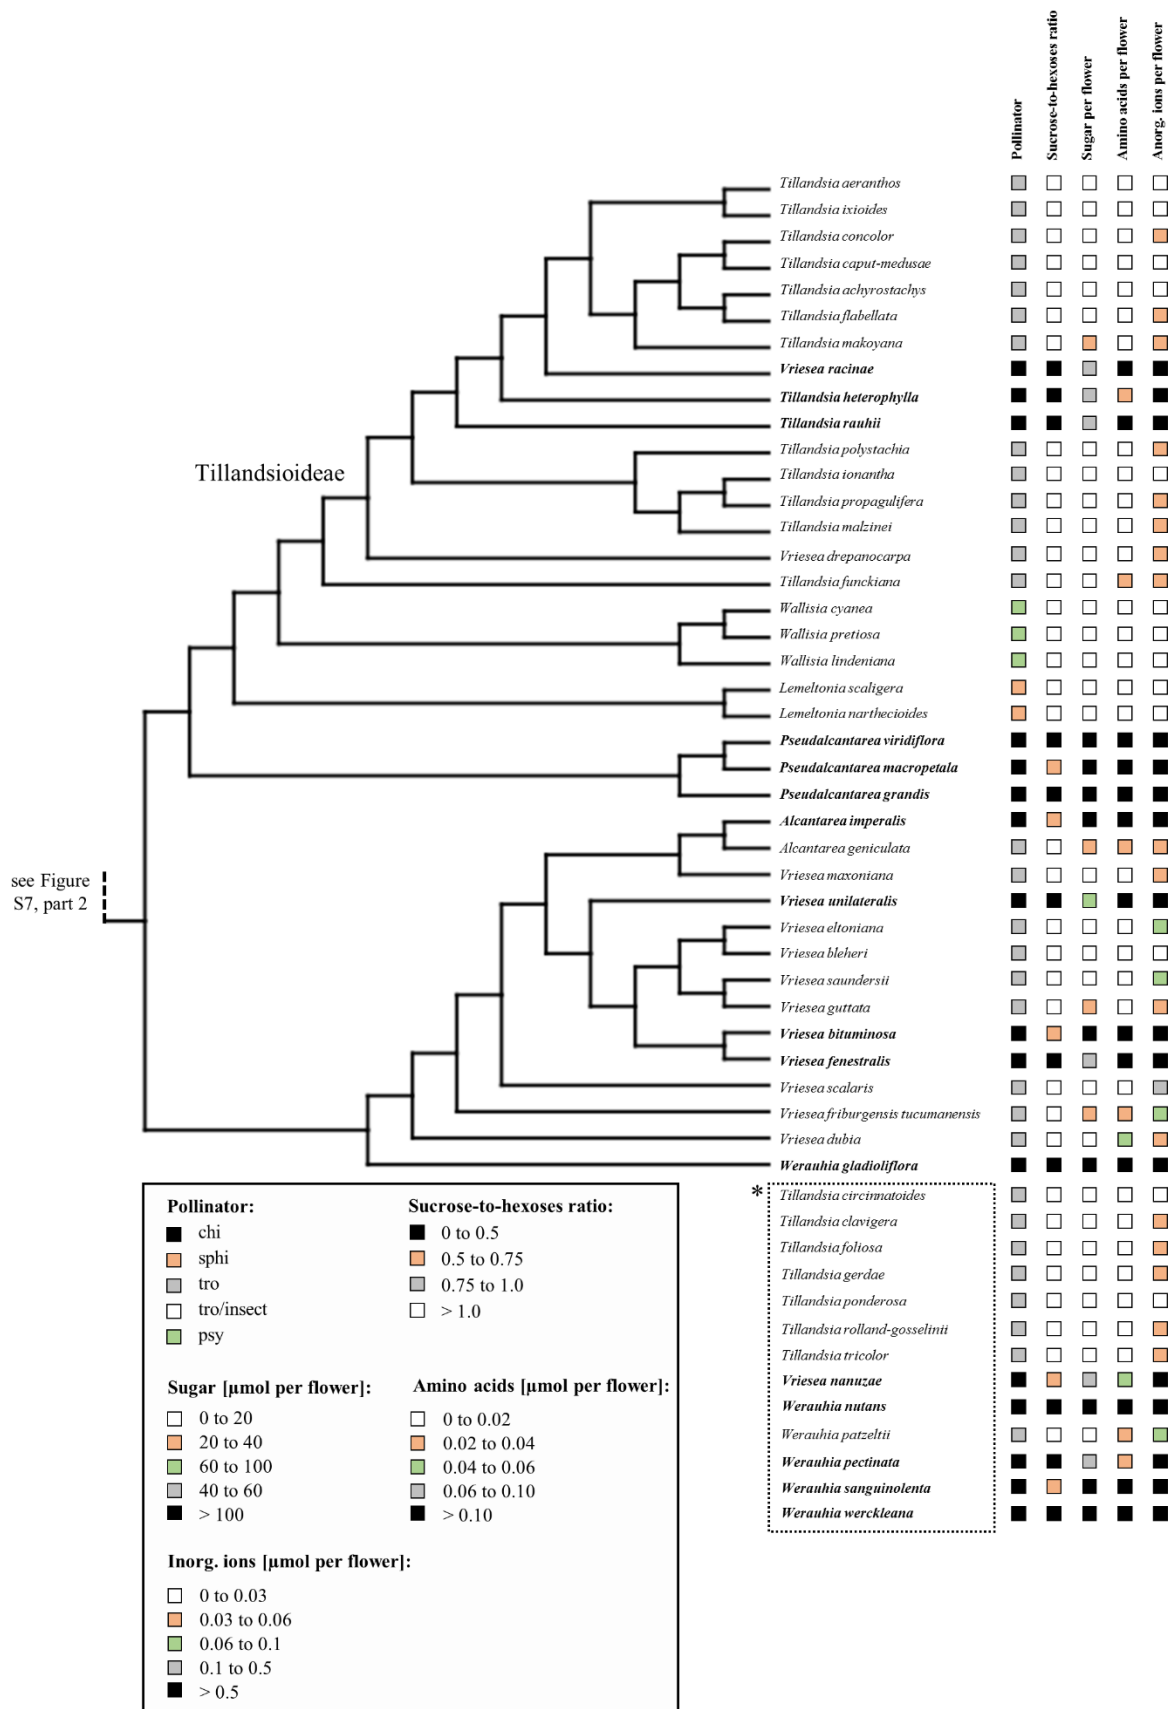 Pollinator
Sucrose-to-hexoses ratio
Sugar per flower
Amino acids per flower
Anorg. ions per flower
Tillandsia aeranthos
Tillandsia ixioides
Tillandsia concolor
Tillandsia caput-medusae
Tillandsia achyrostachys
Tillandsia flabellata
Tillandsia makoyana
Vriesea racinae
Tillandsia heterophylla
Tillandsia rauhii
Tillandsia polystachia
Tillandsioideae
Tillandsia ionantha
Tillandsia propagulifera
Tillandsia malzinei
Vriesea drepanocarpa
Tillandsia funckiana
Wallisia cyanea
Wallisia pretiosa
Wallisia lindeniana
Lemeltonia scaligera
Lemeltonia narthecioides
Pseudalcantarea viridiflora
Pseudalcantarea macropetala
Pseudalcantarea grandis
Alcantarea imperalis
Alcantarea geniculata
Vriesea maxoniana
see Figure
S7, part 2
Vriesea unilateralis
Vriesea eltoniana
Vriesea bleheri
Vriesea saundersii
Vriesea guttata
Vriesea bituminosa
Vriesea fenestralis
Vriesea scalaris
Vriesea friburgensis tucumanensis
Vriesea dubia
Werauhia gladioliflora
*
Tillandsia circinnatoides
Tillandsia clavigera
Tillandsia foliosa
Tillandsia gerdae
Tillandsia ponderosa
Tillandsia rolland-gosselinii
Tillandsia tricolor
Vriesea nanuzae
Werauhia nutans
Werauhia patzeltii
Werauhia pectinata
Werauhia sanguinolenta
Werauhia werckleana
Pollinator:
chi
sphi
tro
tro/insect
psy
Sucrose-to-hexoses ratio:
0 to 0.5
0.5 to 0.75
0.75 to 1.0
> 1.0
Sugar [µmol per flower]:
0 to 20
20 to 40
60 to 100
40 to 60
> 100
Amino acids [µmol per flower]:
0 to 0.02
0.02 to 0.04
0.04 to 0.06
0.06 to 0.10
> 0.10
Inorg. ions [µmol per flower]:
0 to 0.03
0.03 to 0.06
0.06 to 0.1
0.1 to 0.5
> 0.5